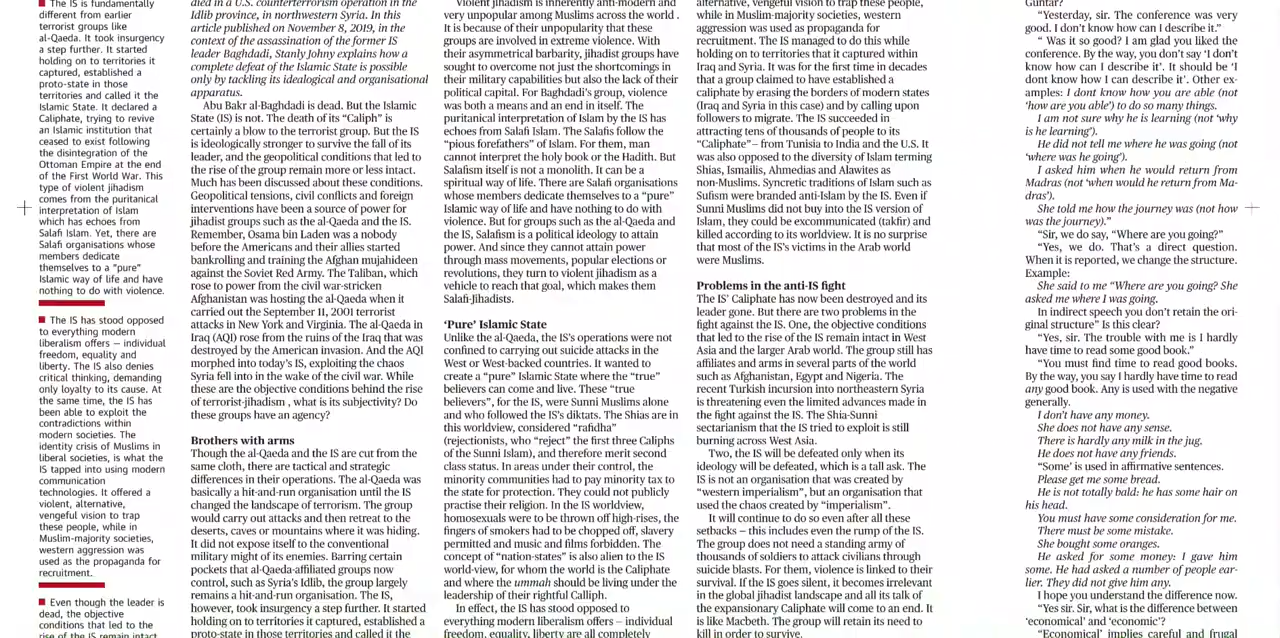 ■ The IS is fundamentally
different from earlier
terrorist groups like
al-Qaeda. It took insurgency
a step further. It started
holding on to territories it
captured, established a
proto-state in those
territories and called it the
Islamic State. It declared a
Caliphate, trying to revive
an Islamic institution that
ceased to exist following
the disintegration of the
Ottoman Empire at the end
of the First World War. This
type of violent jihadism
comes from the puritanical
interpretation of Islam
which has echoes from
Salafi Islam. Yet, there are
Salafi organisations whose
members dedicate
themselves to a "pure"
Islamic way of life and have
nothing to do with violence.
■ The IS has stood opposed
to everything modern
liberalism offers — individual
freedom, equality and
liberty. The IS also denies
critical thinking, demanding
only loyalty to its cause. At
the same time, the IS has
been able to exploit the
contradictions within
modern societies. The
identity crisis of Muslims in
liberal societies, is what the
IS tapped into using modern
communication
technologies. It offered a
violent, alternative,
vengeful vision to trap
these people, while in
Muslim-majority societies,
western aggression was
used as the propaganda for
recruitment.
■ Even though the leader is
dead, the objective
conditions that led to the
rise of the IS remain intact
died in a U.S. counterterrorism operation in the
Idlib province, in northwestern Syria. In this
article published on November 8, 2019, in the
context of the assassination of the former IS
leader Baghdadi, Stanly Johny explains how a
complete defeat of the Islamic State is possible
only by tackling its idealogical and organisational
apparatus.
Abu Bakr al-Baghdadi is dead. But the Islamic
State (IS) is not. The death of its “Caliph” is
certainly a blow to the terrorist group. But the IS
is ideologically stronger to survive the fall of its
leader, and the geopolitical conditions that led to
the rise of the group remain more or less intact.
Much has been discussed about these conditions.
Geopolitical tensions, civil conflicts and foreign
interventions have been a source of power for
jihadist groups such as the al-Qaeda and the IS.
Remember, Osama bin Laden was a nobody
before the Americans and their allies started
bankrolling and training the Afghan mujahideen
against the Soviet Red Army. The Taliban, which
rose to power from the civil war-stricken
Afghanistan was hosting the al-Qaeda when it
carried out the September 11, 2001 terrorist
attacks in New York and Virginia. The al-Qaeda in
Iraq (AQI) rose from the ruins of the Iraq that was
destroyed by the American invasion. And the AQI
morphed into today’s IS, exploiting the chaos
Syria fell into in the wake of the civil war. While
these are the objective conditions behind the rise
of terrorist-jihadism , what is its subjectivity? Do
these groups have an agency?
Brothers with arms
Though the al-Qaeda and the IS are cut from the
same cloth, there are tactical and strategic
differences in their operations. The al-Qaeda was
basically a hit-and-run organisation until the IS
changed the landscape of terrorism. The group
would carry out attacks and then retreat to the
deserts, caves or mountains where it was hiding.
It did not expose itself to the conventional
military might of its enemies. Barring certain
pockets that al-Qaeda-affiliated groups now
control, such as Syria’s Idlib, the group largely
remains a hit-and-run organisation. The IS,
however, took insurgency a step further. It started
holding on to territories it captured, established a
proto-state in those territories and called it the
Violent jihadism is inherently anti-modern and
very unpopular among Muslims across the world .
It is because of their unpopularity that these
groups are involved in extreme violence. With
their asymmetrical barbarity, jihadist groups have
sought to overcome not just the shortcomings in
their military capabilities but also the lack of their
political capital. For Baghdadi’s group, violence
was both a means and an end in itself. The
puritanical interpretation of Islam by the IS has
echoes from Salafi Islam. The Salafis follow the
“pious forefathers” of Islam. For them, man
cannot interpret the holy book or the Hadith. But
Salafism itself is not a monolith. It can be a
spiritual way of life. There are Salafi organisations
whose members dedicate themselves to a “pure”
Islamic way of life and have nothing to do with
violence. But for groups such as the al-Qaeda and
the IS, Salafism is a political ideology to attain
power. And since they cannot attain power
through mass movements, popular elections or
revolutions, they turn to violent jihadism as a
vehicle to reach that goal, which makes them
Salafi-Jihadists.
‘Pure’ Islamic State
Unlike the al-Qaeda, the IS’s operations were not
confined to carrying out suicide attacks in the
West or West-backed countries. It wanted to
create a “pure” Islamic State where the “true”
believers can come and live. These “true
believers”, for the IS, were Sunni Muslims alone
and who followed the IS’s diktats. The Shias are in
this worldview, considered “rafidha”
(rejectionists, who “reject” the first three Caliphs
of the Sunni Islam), and therefore merit second
class status. In areas under their control, the
minority communities had to pay minority tax to
the state for protection. They could not publicly
practise their religion. In the IS worldview,
homosexuals were to be thrown off high-rises, the
fingers of smokers had to be chopped off, slavery
permitted and music and films forbidden. The
concept of “nation-states” is also alien to the IS
world-view, for whom the world is the Caliphate
and where the ummah should be living under the
leadership of their rightful Calliph.
In effect, the IS has stood opposed to
everything modern liberalism offers — individual
freedom, equality, liberty are all completely
alternative, vengeful vision to trap these people,
while in Muslim-majority societies, western
aggression was used as propaganda for
recruitment. The IS managed to do this while
holding on to territories that it captured within
Iraq and Syria. It was for the first time in decades
that a group claimed to have established a
caliphate by erasing the borders of modern states
(Iraq and Syria in this case) and by calling upon
followers to migrate. The IS succeeded in
attracting tens of thousands of people to its
“Caliphate”— from Tunisia to India and the U.S. It
was also opposed to the diversity of Islam terming
Shias, Ismailis, Ahmedias and Alawites as
non-Muslims. Syncretic traditions of Islam such as
Sufism were branded anti-Islam by the IS. Even if
Sunni Muslims did not buy into the IS version of
Islam, they could be excommunicated (takfir) and
killed according to its worldview. It is no surprise
that most of the IS’s victims in the Arab world
were Muslims.
Problems in the anti-IS fight
The IS’ Caliphate has now been destroyed and its
leader gone. But there are two problems in the
fight against the IS. One, the objective conditions
that led to the rise of the IS remain intact in West
Asia and the larger Arab world. The group still has
affiliates and arms in several parts of the world
such as Afghanistan, Egypt and Nigeria. The
recent Turkish incursion into northeastern Syria
is threatening even the limited advances made in
the fight against the IS. The Shia-Sunni
sectarianism that the IS tried to exploit is still
burning across West Asia.
Two, the IS will be defeated only when its
ideology will be defeated, which is a tall ask. The
IS is not an organisation that was created by
“western imperialism”, but an organisation that
used the chaos created by “imperialism”.
It will continue to do so even after all these
setbacks — this includes even the rump of the IS.
The group does not need a standing army of
thousands of soldiers to attack civilians through
suicide blasts. For them, violence is linked to their
survival. If the IS goes silent, it becomes irrelevant
in the global jihadist landscape and all its talk of
the expansionary Caliphate will come to an end. It
is like Macbeth. The group will retain its need to
kill in order to survive.
Guntar?
“Yesterday, sir. The conference was very
good. I don’t know how can I describe it.”
“ Was it so good? I am glad you liked the
conference. By the way, you don’t say ‘I don’t
know how can I describe it’. It should be ‘I
dont know how I can describe it’. Other ex-
amples: I dont know how you are able (not
‘how are you able’) to do so many things.
I am not sure why he is learning (not ‘why
is he learning’).
He did not tell me where he was going (not
‘where was he going’).
I asked him when he would return from
Madras (not ‘when would he return from Ma-
dras’).
She told me how the journey was (not how
was the journey).”
“Sir, we do say, “Where are you going?”
“Yes, we do. That’s a direct question.
When it is reported, we change the structure.
Example:
She said to me “Where are you going? She
asked me where I was going.
In indirect speech you don’t retain the ori-
ginal structure” Is this clear?
“Yes, sir. The trouble with me is I hardly
have time to read some good book.”
“You must find time to read good books.
By the way, you say I hardly have time to read
any good book. Any is used with the negative
generally.
I don’t have any money.
She does not have any sense.
There is hardly any milk in the jug.
He does not have any friends.
“Some’ is used in affirmative sentences.
Please get me some bread.
He is not totally bald: he has some hair on
his head.
You must have some consideration for me.
There must be some mistake.
She bought some oranges.
He asked for some money: I gave him
some. He had asked a number of people ear-
lier. They did not give him any.
I hope you understand the difference now.
“Yes sir. Sir, what is the difference between
‘economical’ and ‘economic’?
“Economical implies careful and frugal